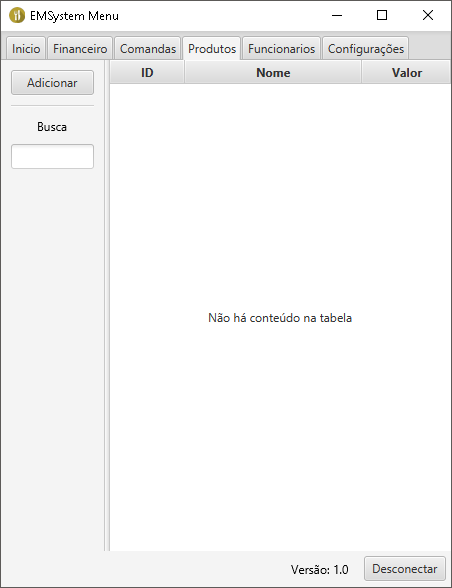 EMSystem Menu
Inicio Financeiro Comandas Produtos Funcionarios Configurações
Adicionar
ID Nome Valor
Busca
Não há conteúdo na tabela
Versão: 1.0 Desconectar